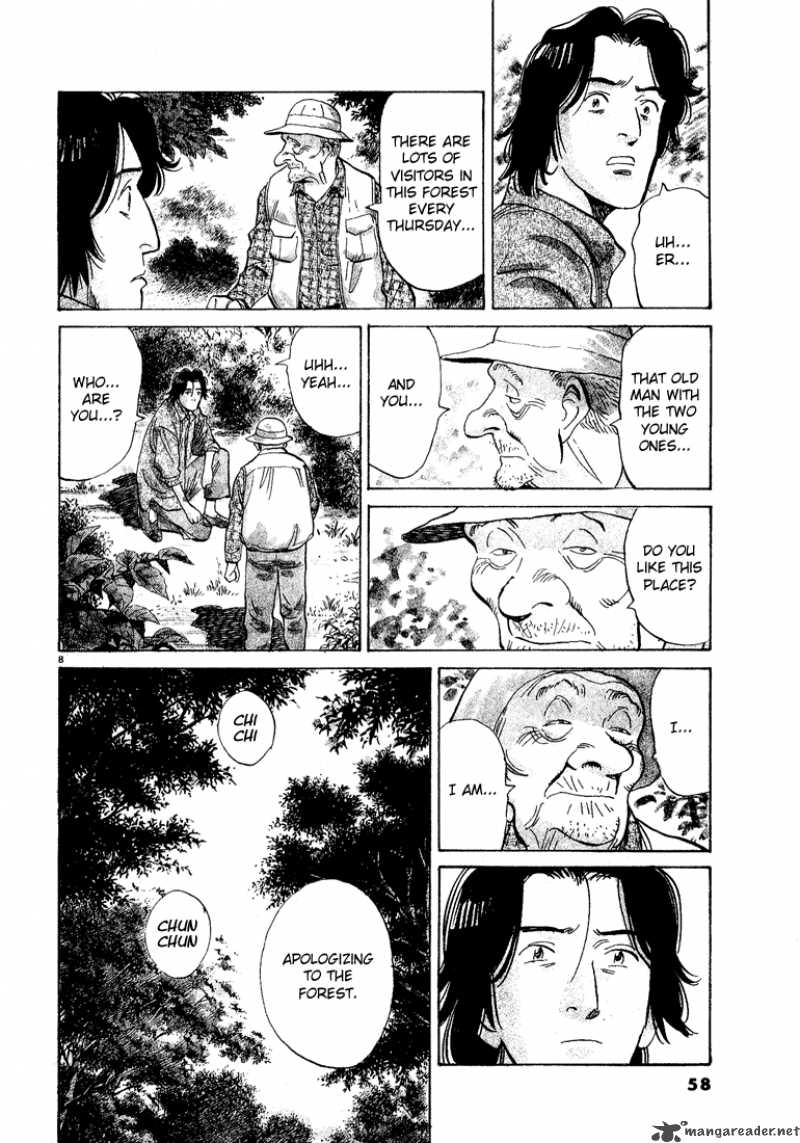 UH...
ER...
THERE ARE
LOTS OF
VISITORS IN
THIS FOREST
EVERY
THURSDAY...
THAT OLD
MAN WITH
THE TWO
YOUNG
ONES...
AND
YOU...
DO YOU
LIKE THIS
PLACE?
UHH...
YEAH...
WHO...
ARE
YOU...?
8
I...
I AM...
CHI
CHI
APOLOGIZING
TO THE
FOREST.
CHUN
CHUN
58
mangareader.net